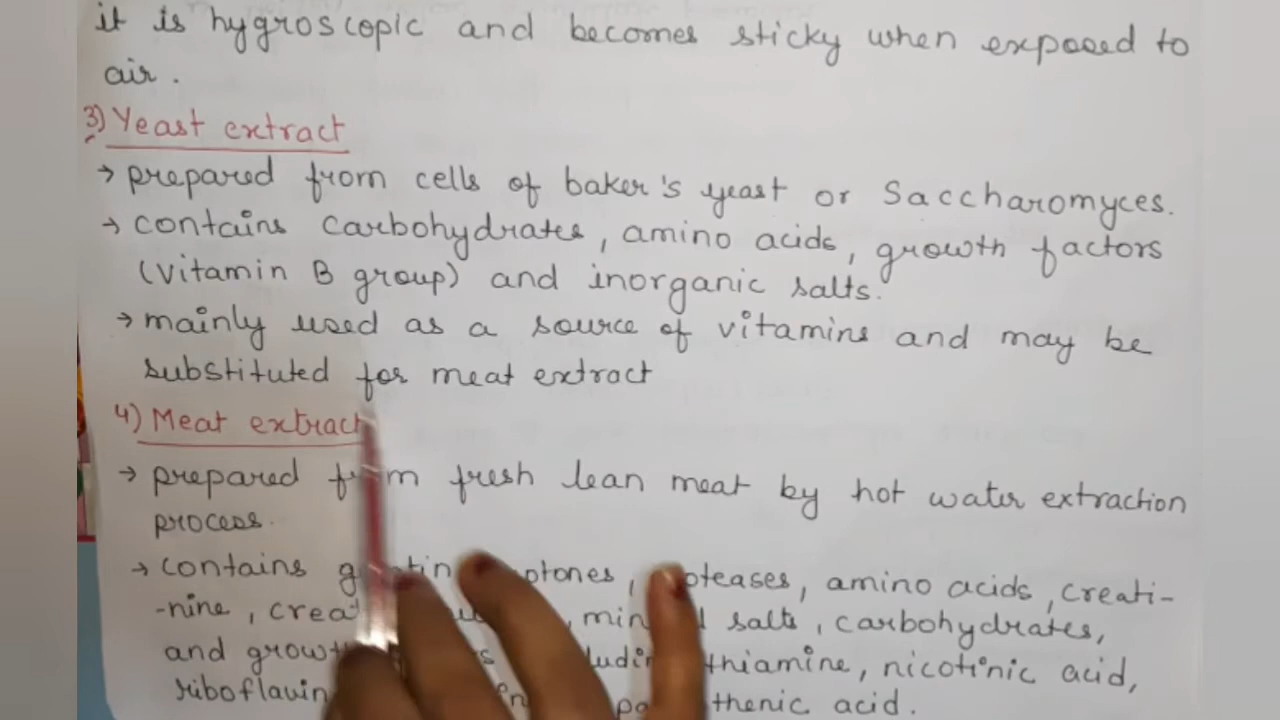 it is hygroscopic and becomes sticky when exposed to
air.
3) Yeast extract
→ prepared from cells of baker's yeast or Saccharomyces.
→ contains carbohydrates, amino acids, growth factors
(vitamin B group) and inorganic salts.
→ mainly used as a source of vitamins and may be
substituted for meat extract
4) Meat extract
→ prepared from fresh lean meat by hot water extraction
process.
→ contains , amino acids, creati-
-nine, salts, carbohydrates,
and thiamine, nicotinic acid,
riboflavin acid.